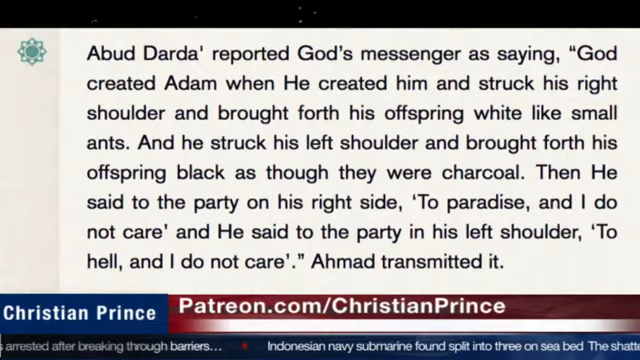 Abud Darda' reported God's messenger as saying, “God
created Adam when He created him and struck his right
shoulder and brought forth his offspring white like small
ants. And he struck his left shoulder and brought forth his
offspring black as though they were charcoal. Then He
said to the party on his right side, ‘To paradise, and I do
not care’ and He said to the party in his left shoulder, ‘To
hell, and I do not care’.” Ahmad transmitted it.
Christian Prince
Patreon.com/ChristianPrince
arrested after breaking through barriers... Indonesian navy submarine found split into three on sea bed The